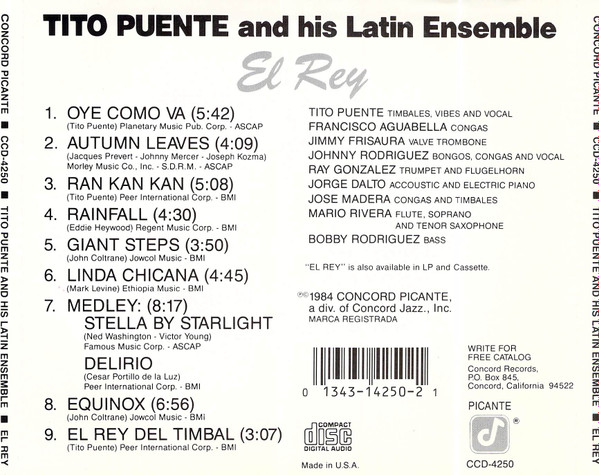 TITO PUENTE and his Latin Ensemble
El Rey
1. OYE COMO VA (5:42)
(Tito Puente) Planetary Music Pub. Corp. - ASCAP
2. AUTUMN LEAVES (4:09)
(Jacques Prevert - Johnny Mercer - Joseph Kozma)
Morley Music Co., Inc. - S.D.R.M. - ASCAP
3. RAN KAN KAN (5:08)
(Tito Puente) Peer International Corp. - BMI
4. RAINFALL (4:30)
(Eddie Heywood) Regent Music Corp. - BMI
5. GIANT STEPS (3:50)
(John Coltrane) Jowcol Music - BMI
6. LINDA CHICANA (4:45)
(Mark Levine) Ethiopia Music - BMI
7. MEDLEY: (8:17)
STELLA BY STARLIGHT
(Ned Washington - Victor Young)
Famous Music Corp. - ASCAP
DELIRIO
(Cesar Portillo de la Luz)
Peer International Corp. - BMI
8. EQUINOX (6:56)
(John Coltrane) Jowcol Music - BMI
9. EL REY DEL TIMBAL (3:07)
(Tito Puente) Peer International Corp. - BMI
TITO PUENTE TIMBALES, VIBES AND VOCAL
FRANCISCO AGUABELLA CONGAS
JIMMY FRISAURA VALVE TROMBONE
JOHNNY RODRIGUEZ BONGOS, CONGAS AND VOCAL
RAY GONZALEZ TRUMPET AND FLUGELHORN
JORGE DALTO ACCOUSTIC AND ELECTRIC PIANO
JOSE MADERA CONGAS AND TIMBALES
MARIO RIVERA FLUTE, SOPRANO
AND TENOR SAXOPHONE
BOBBY RODRIGUEZ BASS
"EL REY" is also available in LP and Cassette.
℗©1984 CONCORD PICANTE,
a div. of Concord Jazz., Inc.
MARCA REGISTRADA
0 1343-14250-2 1
COMPACT
disc
DIGITAL AUDIO
Made in U.S.A.
WRITE FOR
FREE CATALOG
Concord Records,
PO. Box 845,
Concord, California 94522
PICANTE
®
CCD-4250
CONCORD PICANTE ■ CCD-4250 ■ TITO PUENTE AND HIS LATIN ENSEMBLE ■ EL REY
CONCORD PICANTE ■ CCD-4250 ■ TITO PUENTE AND HIS LATIN ENSEMBLE ■ EL REY